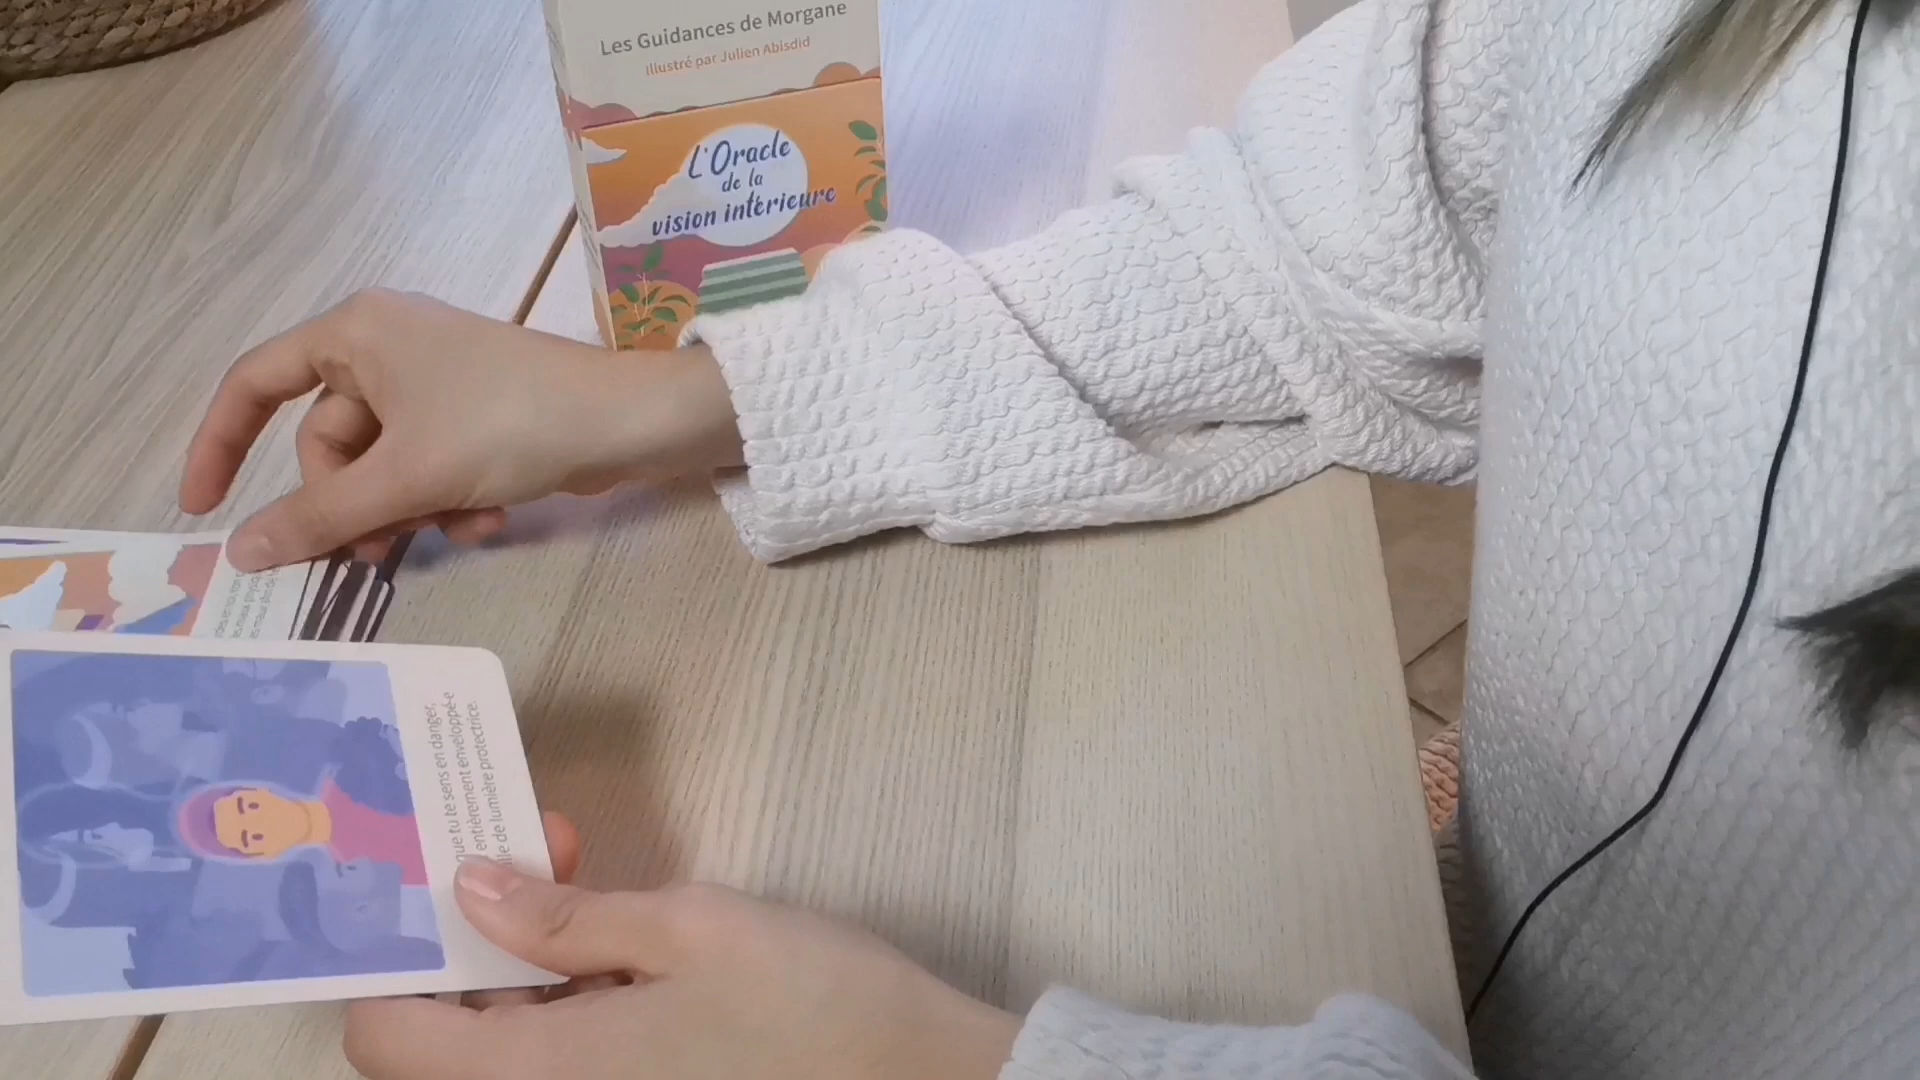 Les Guidances de Morgane
Illustré par Julien Abisdid
L'Oracle
de la
vision intérieure
que tu te sens en danger,
entièrement enveloppé·e
de lumière protectrice.